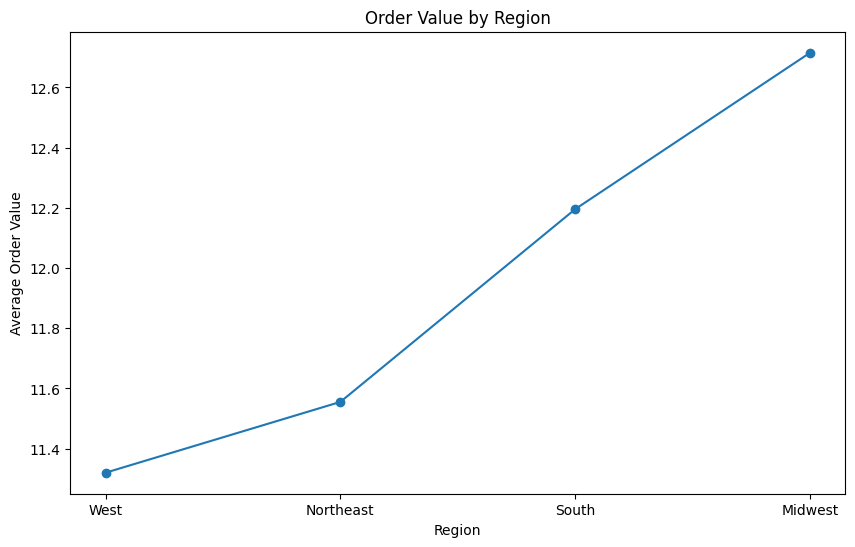 Order Value by Region
Average Order Value
12.6
12.4
12.2
12.0
11.8
11.6
11.4
West Northeast South Midwest
Region